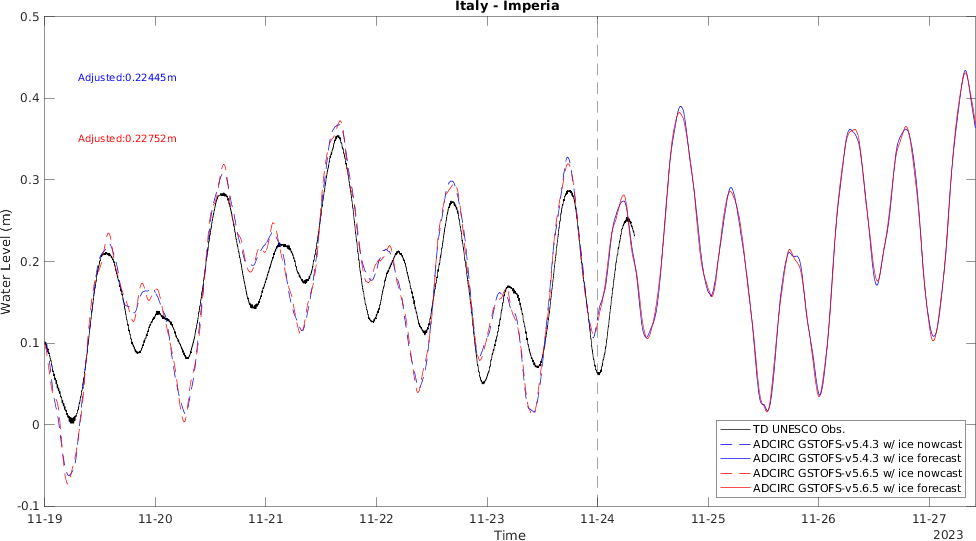 Italy - Imperia
0.5
0.4
0.3
0.2
0.1
0
-0.1
Water Level (m)
Adjusted:0.22445m
Adjusted:0.22752m
TD UNESCO Obs.
ADCIRC GSTOFS-v5.4.3 w/ ice nowcast
ADCIRC GSTOFS-v5.4.3 w/ ice forecast
ADCIRC GSTOFS-v5.6.5 w/ ice nowcast
ADCIRC GSTOFS-v5.6.5 w/ ice forecast
11-19 11-20 11-21 11-22 11-23 11-24 11-25 11-26 11-27
Time
2023